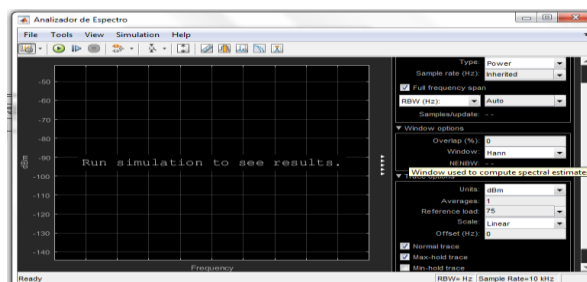 Analizador de Espectro
File Tools View Simulation Help
-50
-60
-70
-80
-90
-100
-110
-120
-130
-140
dBm
Run simulation to see results.
Frequency
Type: Power
Sample rate (Hz): Inherited
Full frequency span
RBW (Hz): Auto
Samples/update: --
Window options
Overlap (%): 0
Window: Hann
NENBW: --
Window used to compute spectral estimate
Trace options
Units: dBm
Averages: 1
Reference load: 75
Scale: Linear
Offset (Hz): 0
Normal trace
Max-hold trace
Min-hold trace
Ready
RBW= Hz Sample Rate=10 kHz